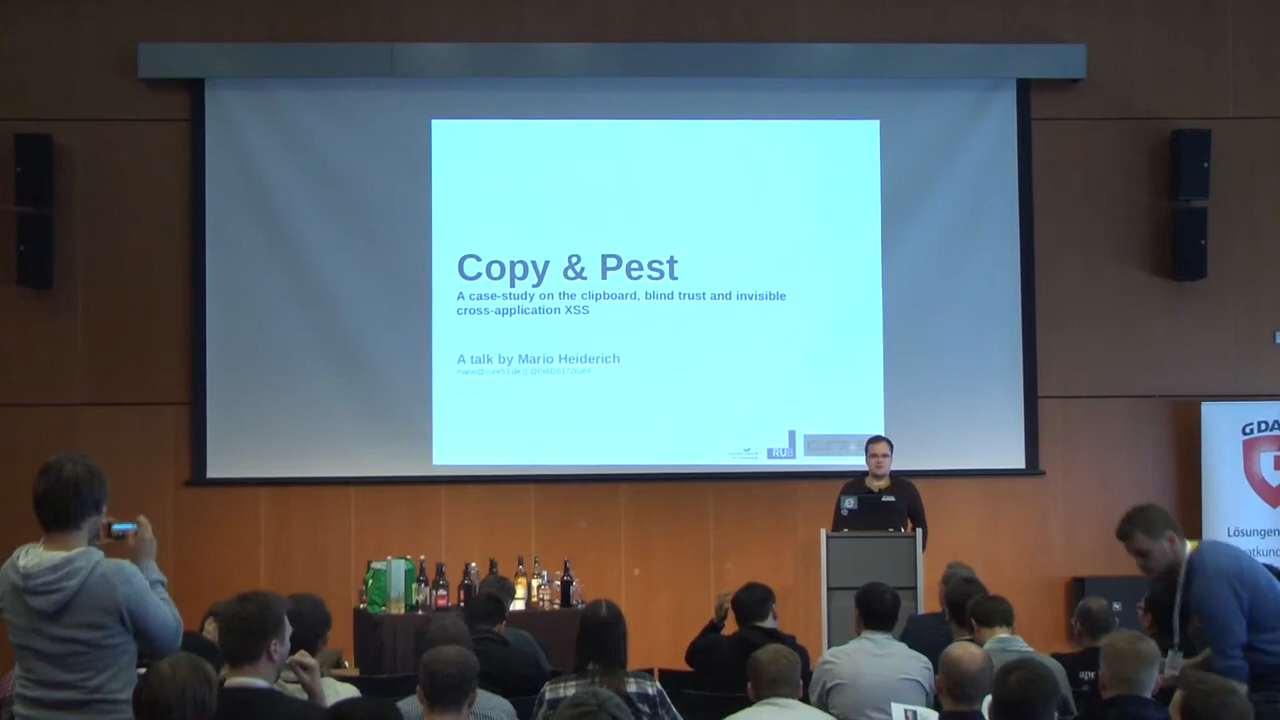 Copy & Pest
A case-study on the clipboard, blind trust and invisible
cross-application XSS
A talk by Mario Heiderich
RUB
GDA
Lösungen